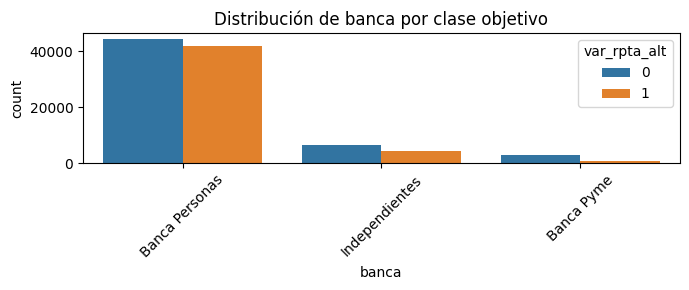 Distribución de banca por clase objetivo
count
40000
20000
0
var_rpta_alt
0
1
Banca Personas
Independientes
Banca Pyme
banca